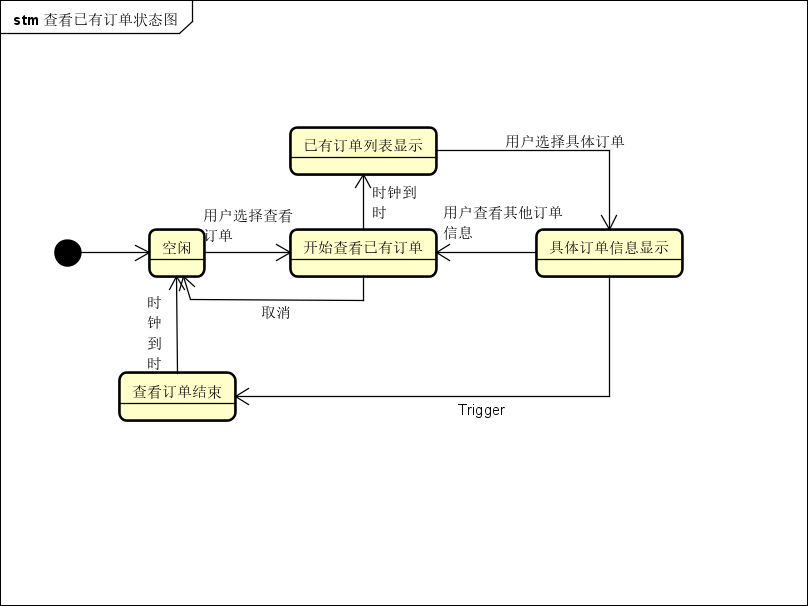 stm 查看已有订单状态图
已有订单列表显示
用户选择具体订单
时钟到
时
用户选择查看
订单
用户查看其他订单
信息
空闲
开始查看已有订单
具体订单信息显示
取消
时
钟
到
时
查看订单结束
Trigger